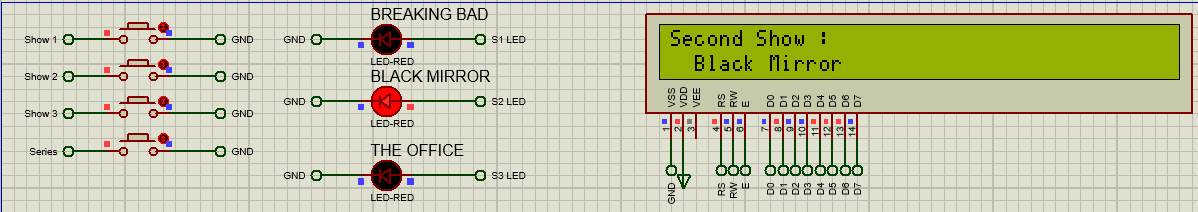 BREAKING BAD
Show 1
GND
GND
S1 LED
LED-RED
Show 2
GND
BLACK MIRROR
GND
S2 LED
LED-RED
Show 3
GND
Series
GND
THE OFFICE
GND
S3 LED
LED-RED
Second Show :
Black Mirror
VSS VDD VEE RS RW E D0 D1 D2 D3 D4 D5 D6 D7
1 2 3 4 5 6 7 8 9 10 11 12 13 14
GND RS RW E D0 D1 D2 D3 D4 D5 D6 D7